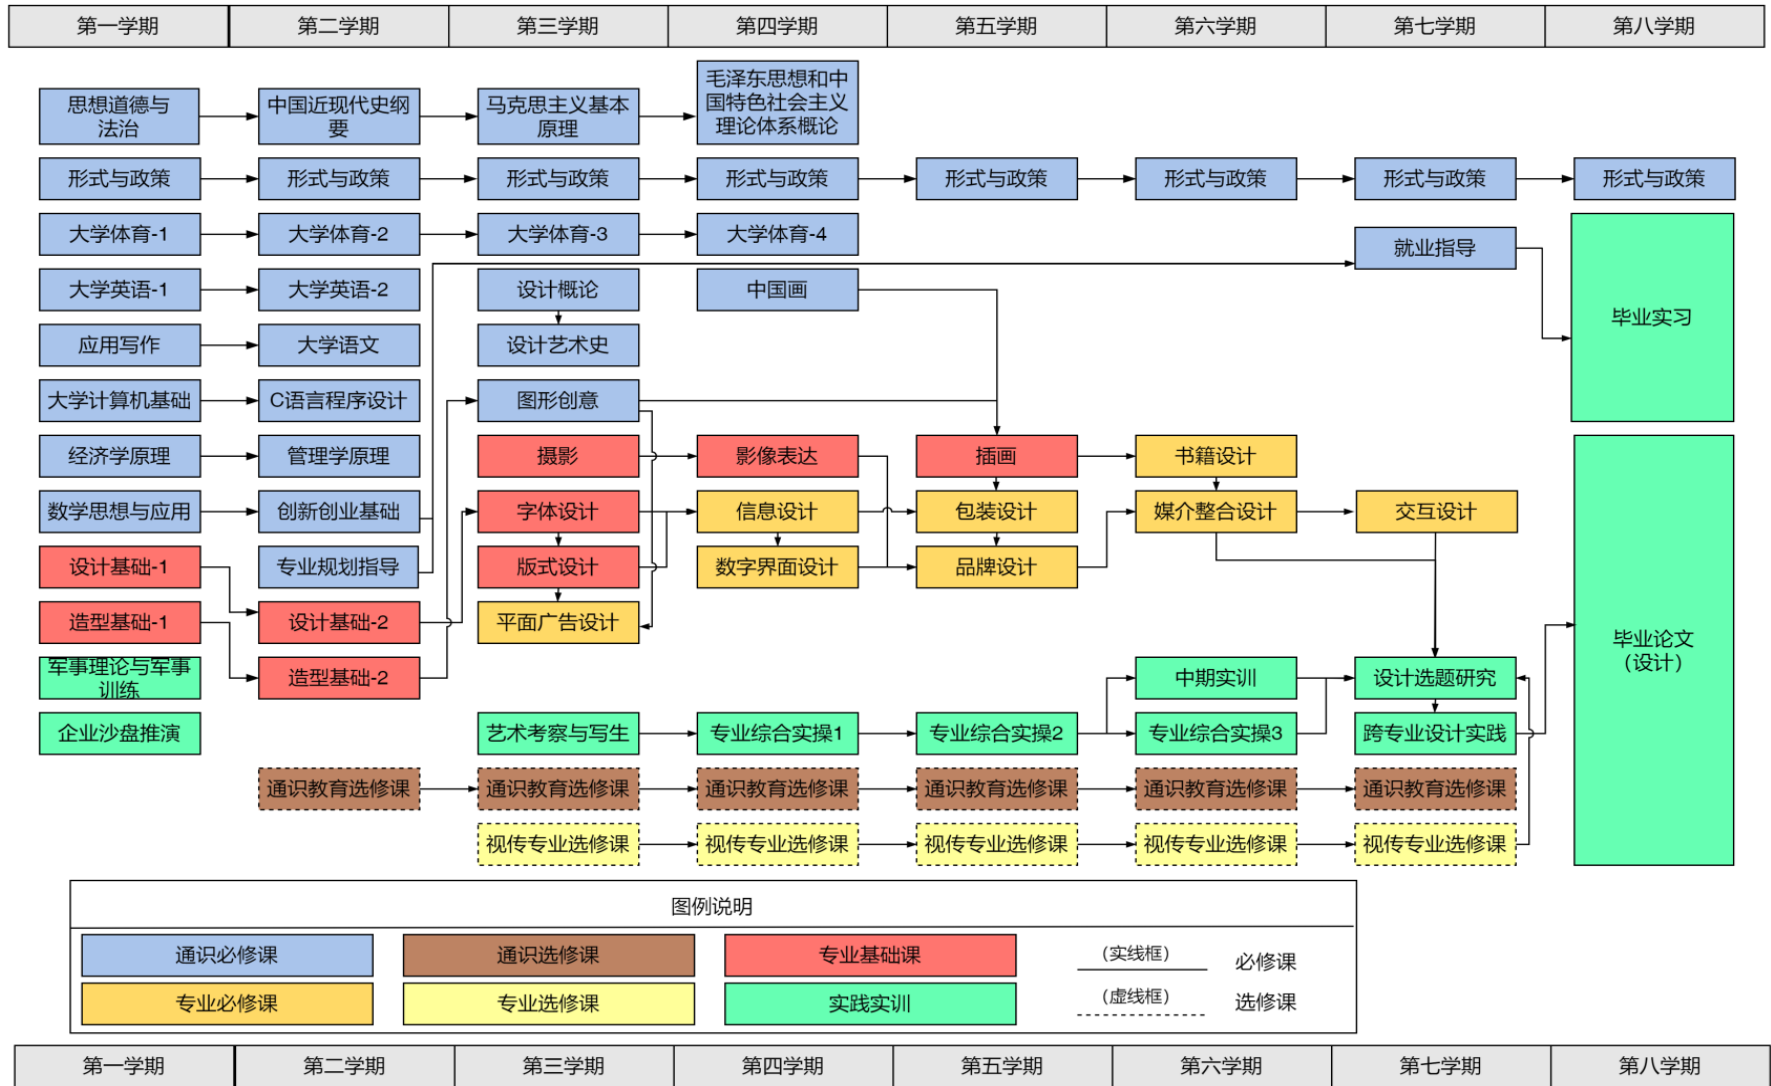 第一学期 第二学期 第三学期 第四学期 第五学期 第六学期 第七学期 第八学期
思想道德与
法治
中国近现代史纲
要
马克思主义基本
原理
毛泽东思想和中
国特色社会主义
理论体系概论
形式与政策 形式与政策 形式与政策 形式与政策 形式与政策 形式与政策 形式与政策 形式与政策
大学体育-1 大学体育-2 大学体育-3 大学体育-4 就业指导
大学英语-1 大学英语-2 设计概论 中国画
毕业实习
应用写作 大学语文 设计艺术史
大学计算机基础 C语言程序设计 图形创意
经济学原理 管理学原理 摄影 影像表达 插画 书籍设计
数学思想与应用 创新创业基础 字体设计 信息设计 包装设计 媒介整合设计 交互设计
设计基础-1 专业规划指导 版式设计 数字界面设计 品牌设计
造型基础-1 设计基础-2 平面广告设计
毕业论文
（设计）
军事理论与军事
训练
造型基础-2 中期实训 设计选题研究
企业沙盘推演 艺术考察与写生 专业综合实操1 专业综合实操2 专业综合实操3 跨专业设计实践
通识教育选修课 通识教育选修课 通识教育选修课 通识教育选修课 通识教育选修课 通识教育选修课
视传专业选修课 视传专业选修课 视传专业选修课 视传专业选修课 视传专业选修课
图例说明
通识必修课 通识选修课 专业基础课 （实线框） 必修课
专业必修课 专业选修课 实践实训 （虚线框） 选修课
第一学期 第二学期 第三学期 第四学期 第五学期 第六学期 第七学期 第八学期